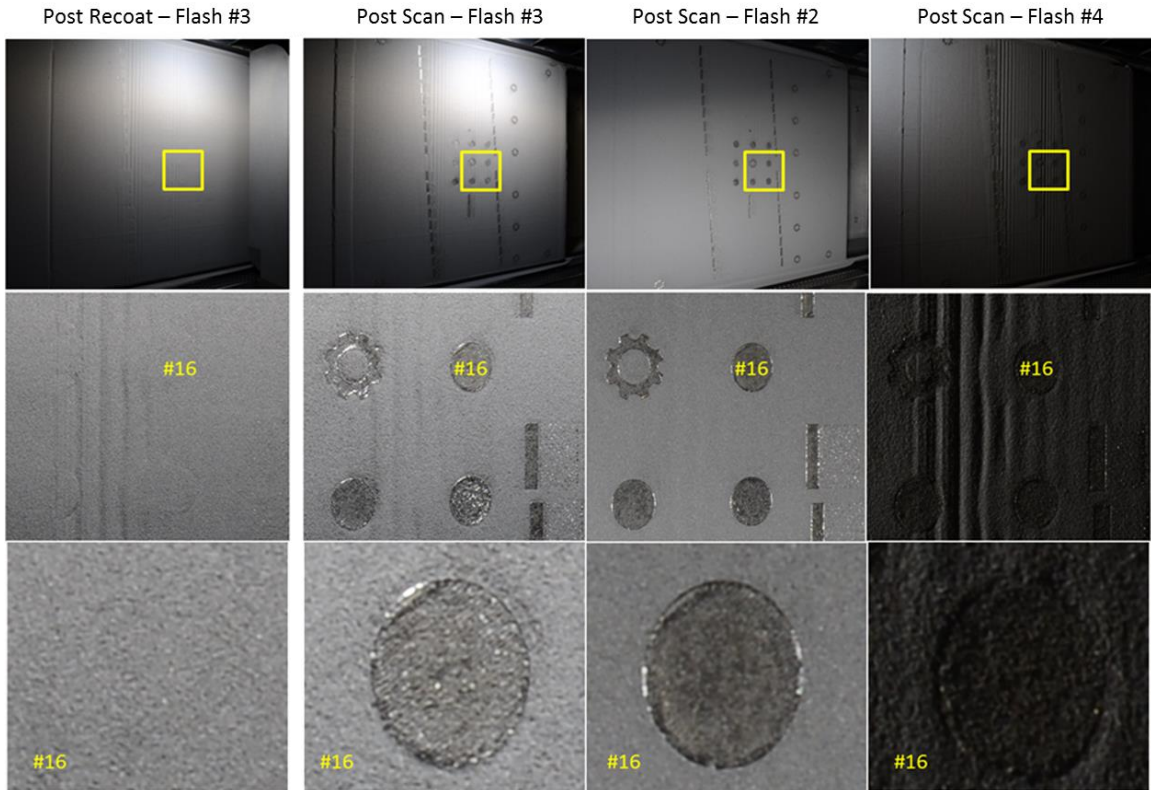 Post Recoat – Flash #3
Post Scan – Flash #3
Post Scan – Flash #2
Post Scan – Flash #4
#16
#16
#16
#16
#16
#16
#16
#16